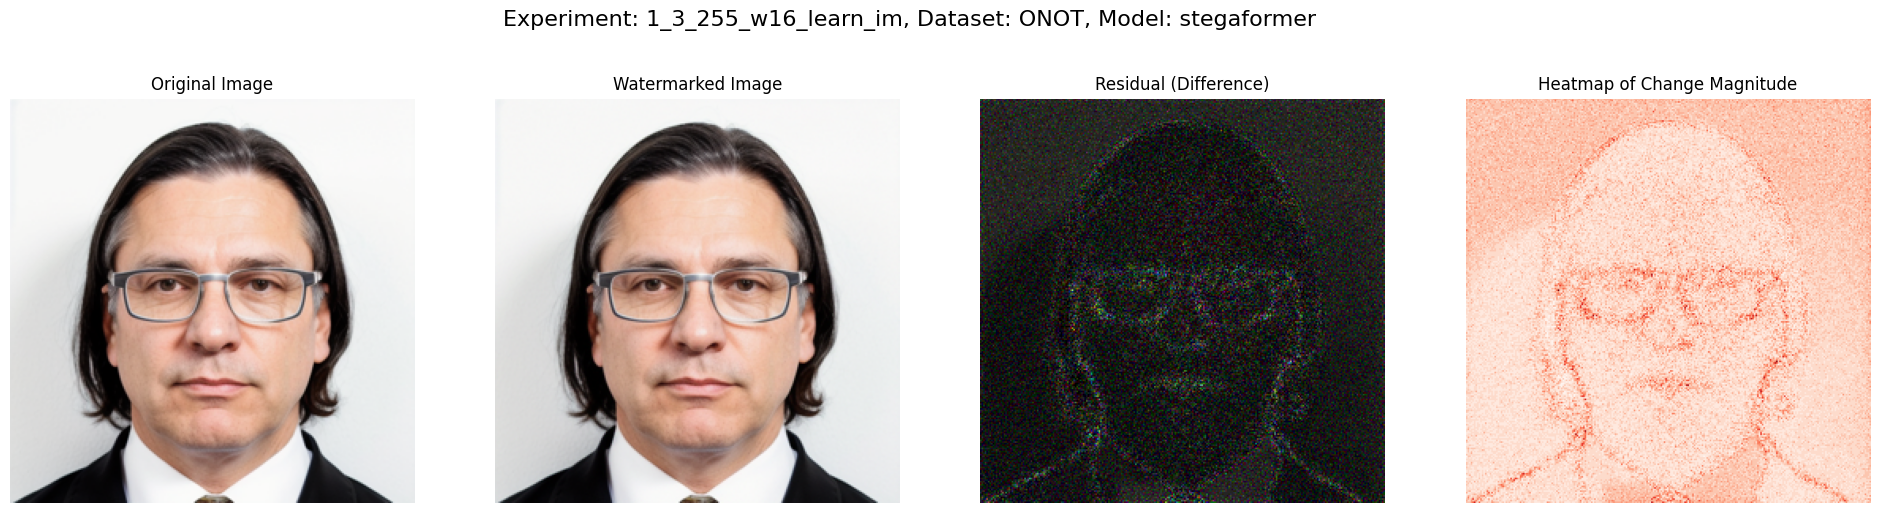 Experiment: 1_3_255_w16_learn_im, Dataset: ONOT, Model: stegaformer
Original Image
Watermarked Image
Residual (Difference)
Heatmap of Change Magnitude